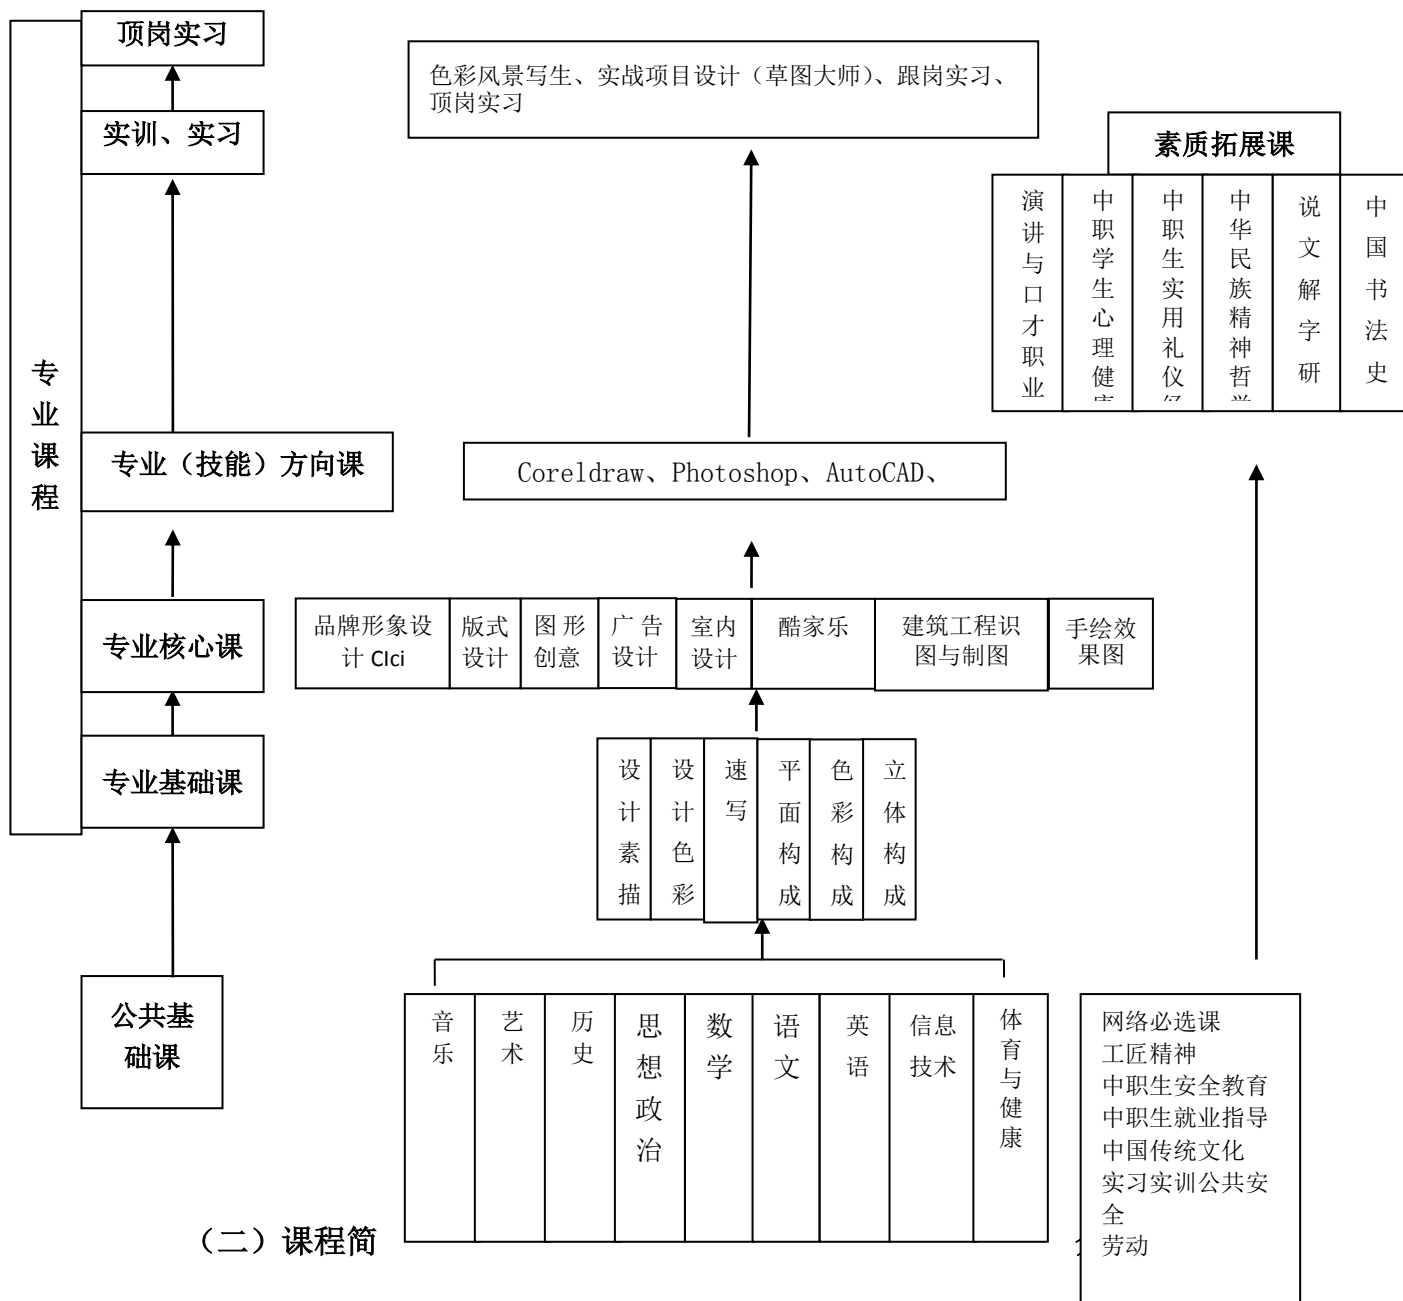 顶岗实习
色彩风景写生、实战项目设计（草图大师）、跟岗实习、
顶岗实习
实训、实习
素质拓展课
演讲与口才职业
中职学生心理健康
中职生实用礼仪
中华民族精神哲学
说文解字研
中国书法史
专业课程
专业（技能）方向课
Coreldraw、Photoshop、AutoCAD、
专业核心课
品牌形象设
计 CIci
版式
设计
图 形
创意
广 告
设计
室内
设计
酷家乐
建筑工程识
图与制图
手绘效
果图
专业基础课
设计素描
设计色彩
速写
平面构成
色彩构成
立体构成
公共基
础课
音乐
艺术
历史
思想政治
数学
语文
英语
信息
技术
体育与健康
网络必选课
工匠精神
中职生安全教育
中职生就业指导
中国传统文化
实习实训公共安
全
劳动
（二）课程简